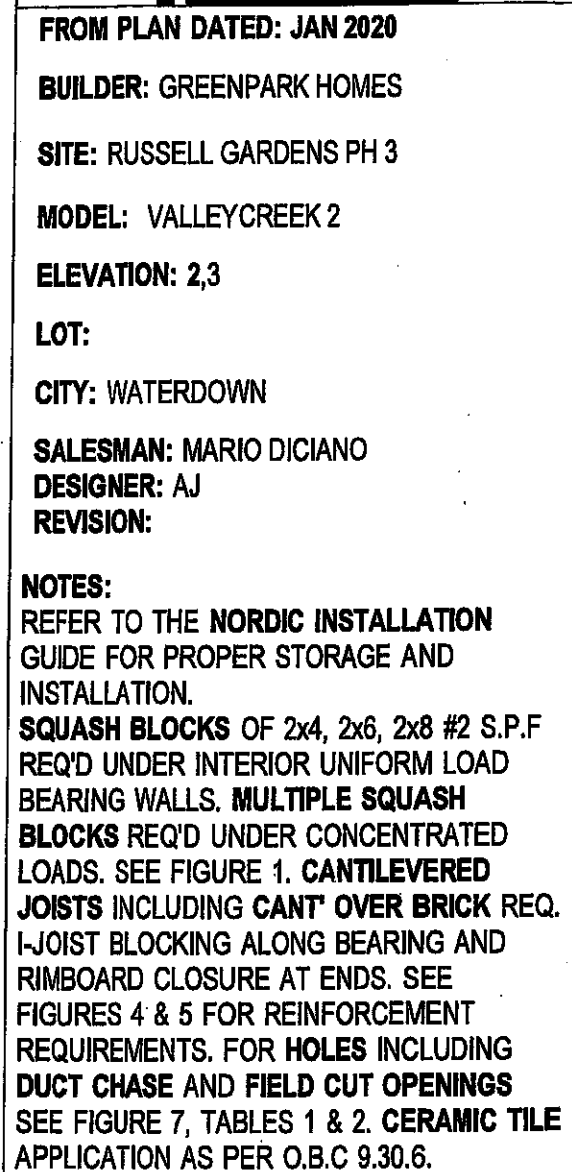 FROM PLAN DATED: JAN 2020
BUILDER: GREENPARK HOMES
SITE: RUSSELL GARDENS PH 3
MODEL: VALLEYCREEK 2
ELEVATION: 2,3
LOT:
CITY: WATERDOWN
SALESMAN: MARIO DICIANO
DESIGNER: AJ
REVISION:
NOTES:
REFER TO THE NORDIC INSTALLATION
GUIDE FOR PROPER STORAGE AND
INSTALLATION.
SQUASH BLOCKS OF 2x4, 2x6, 2x8 #2 S.P.F
REQ'D UNDER INTERIOR UNIFORM LOAD
BEARING WALLS. MULTIPLE SQUASH
BLOCKS REQ'D UNDER CONCENTRATED
LOADS. SEE FIGURE 1. CANTILEVERED
JOISTS INCLUDING CANT' OVER BRICK REQ.
I-JOIST BLOCKING ALONG BEARING AND
RIMBOARD CLOSURE AT ENDS. SEE
FIGURES 4 & 5 FOR REINFORCEMENT
REQUIREMENTS. FOR HOLES INCLUDING
DUCT CHASE AND FIELD CUT OPENINGS
SEE FIGURE 7, TABLES 1 & 2. CERAMIC TILE
APPLICATION AS PER O.B.C 9.30.6.